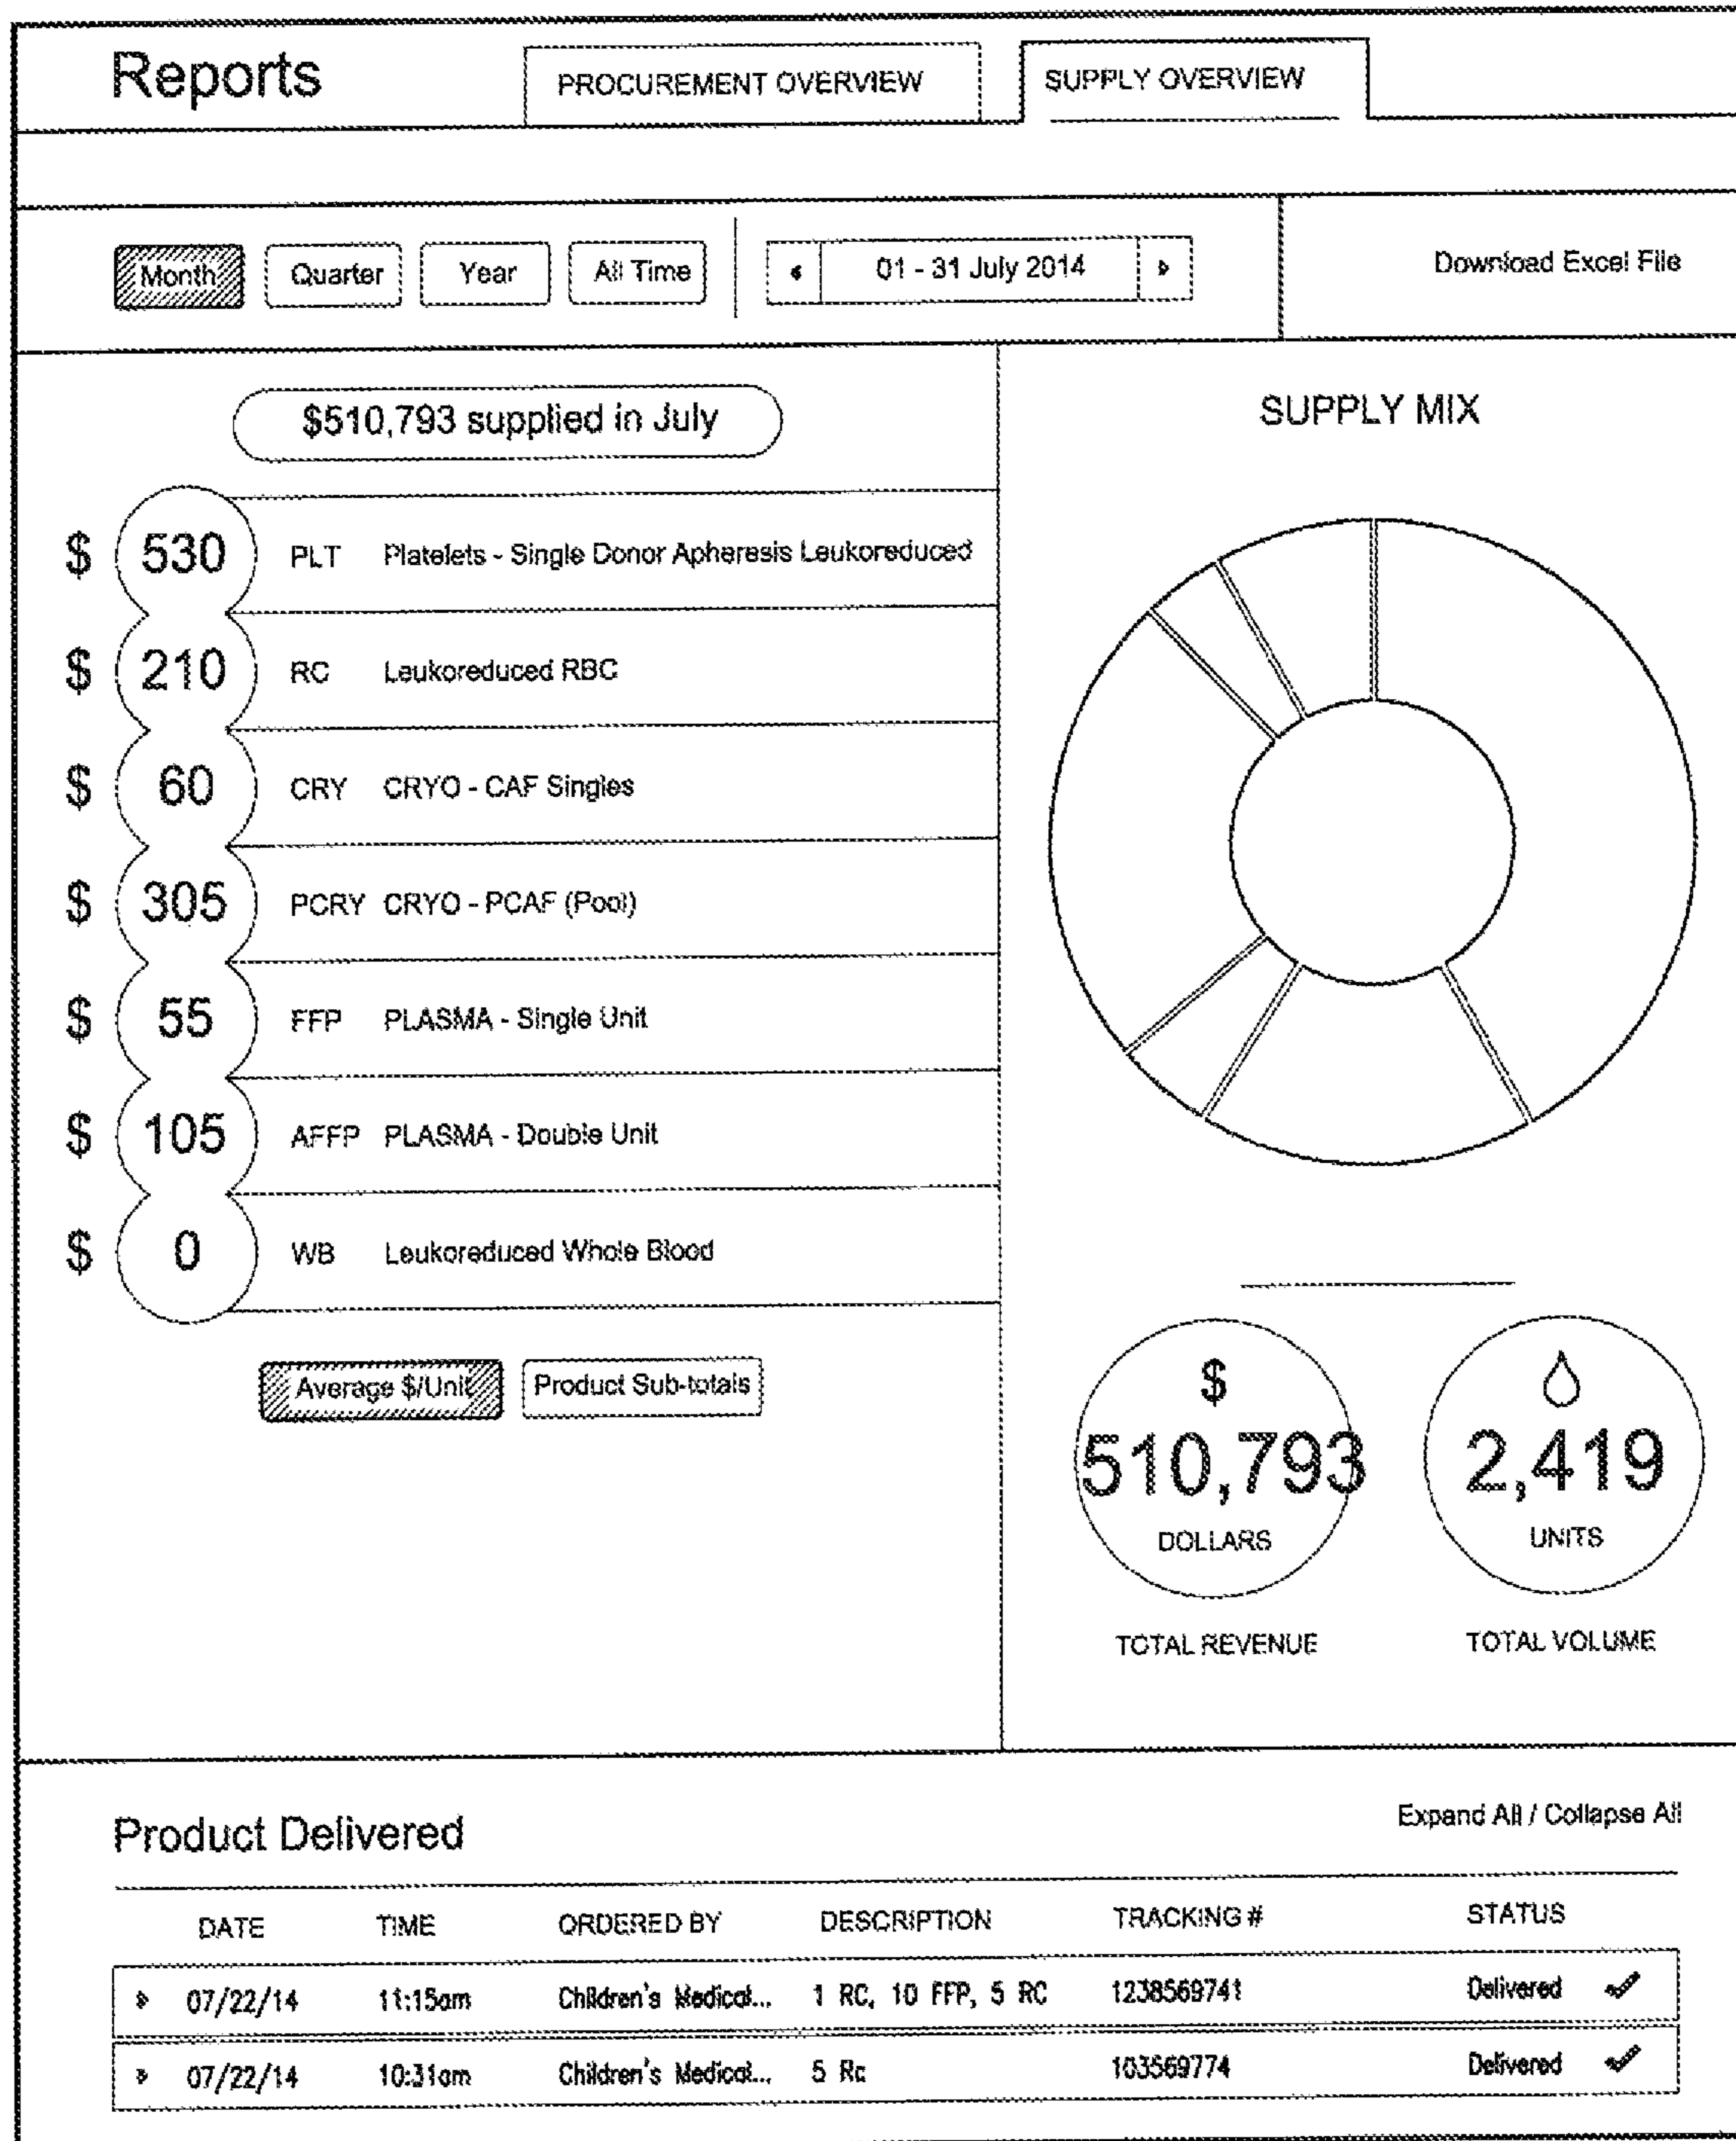 Reports
PROCUREMENT OVERVIEW
SUPPLY OVERVIEW
Month
Quarter
Year
All Time
01 - 31 July 2014
Download Excel File
$510,793 supplied in July
$ 530 PLT Platelets - Single Donor Apheresis Leukoreduced
$ 210 RC Leukoreduced RBC
$ 60 CRY CRYO - CAF Singles
$ 305 PCRY CRYO - PCAF (Pool)
$ 55 FFP PLASMA - Single Unit
$ 105 AFFP PLASMA - Double Unit
$ 0 WB Leukoreduced Whole Blood
Average $/Unit
Product Sub-totals
SUPPLY MIX
$
510,793
DOLLARS
TOTAL REVENUE
2,419
UNITS
TOTAL VOLUME
Product Delivered
Expand All / Collapse All
DATE TIME ORDERED BY DESCRIPTION TRACKING # STATUS
07/22/14 11:15am Children's Medical... 1 RC, 10 FFP, 5 RC 1238569741 Delivered
07/22/14 10:31am Children's Medical... 5 Rc 103569774 Delivered